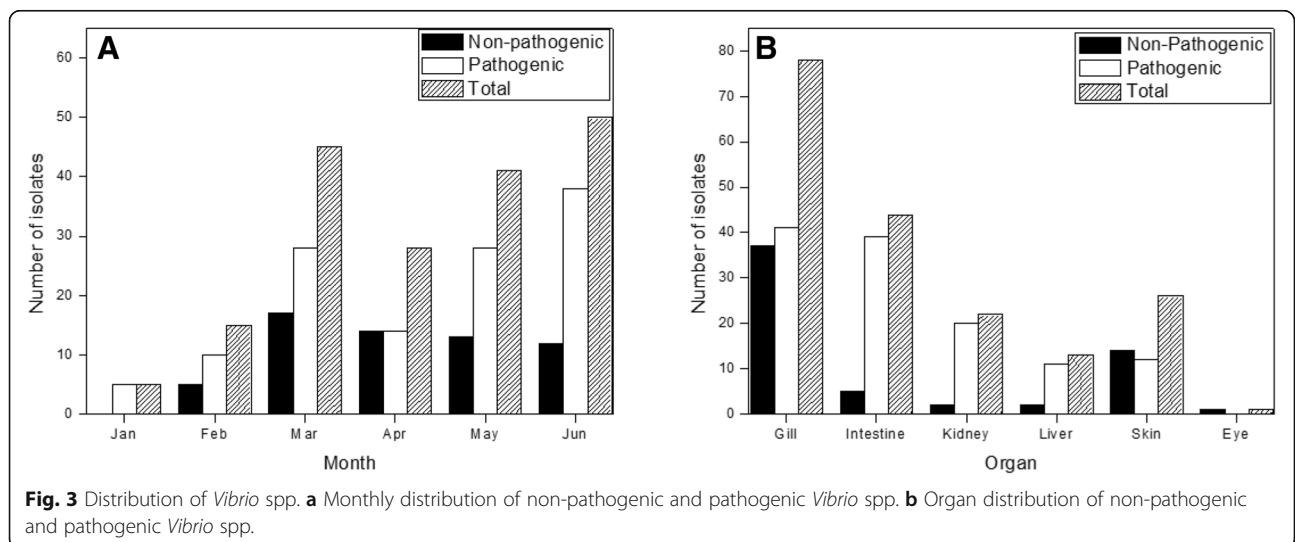 A
Non-pathogenic
Pathogenic
Total
60
50
40
30
20
10
0
Number of isolates
Jan Feb Mar Apr May Jun
Month
B
Non-Pathogenic
Pathogenic
Total
80
70
60
50
40
30
20
10
0
Number of isolates
Gill Intestine Kidney Liver Skin Eye
Organ
Fig. 3 Distribution of Vibrio spp. a Monthly distribution of non-pathogenic and pathogenic Vibrio spp. b Organ distribution of non-pathogenic
and pathogenic Vibrio spp.